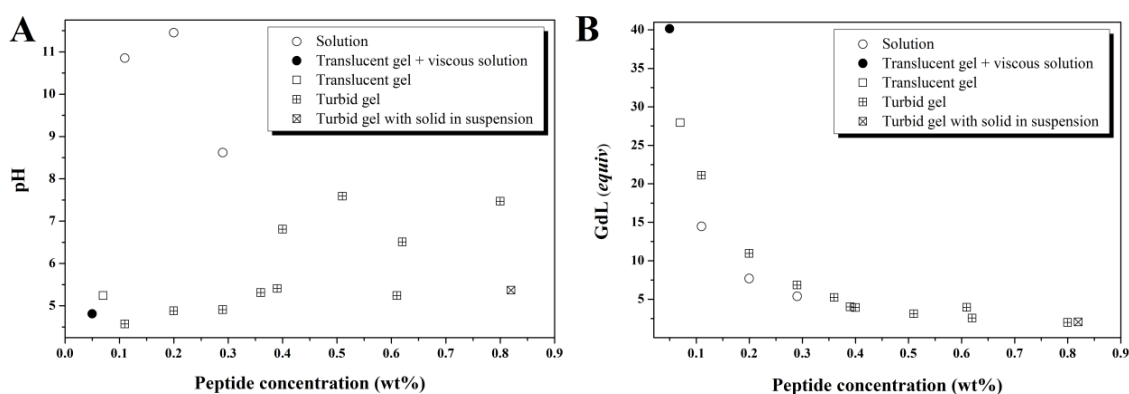 A
11
10
9
8
7
6
5
pH
0.0 0.1 0.2 0.3 0.4 0.5 0.6 0.7 0.8 0.9
Peptide concentration (wt%)
Solution
Translucent gel + viscous solution
Translucent gel
Turbid gel
Turbid gel with solid in suspension
B
40
35
30
25
20
15
10
5
GdL (equiv)
0.1 0.2 0.3 0.4 0.5 0.6 0.7 0.8 0.9
Peptide concentration (wt%)
Solution
Translucent gel + viscous solution
Translucent gel
Turbid gel
Turbid gel with solid in suspension